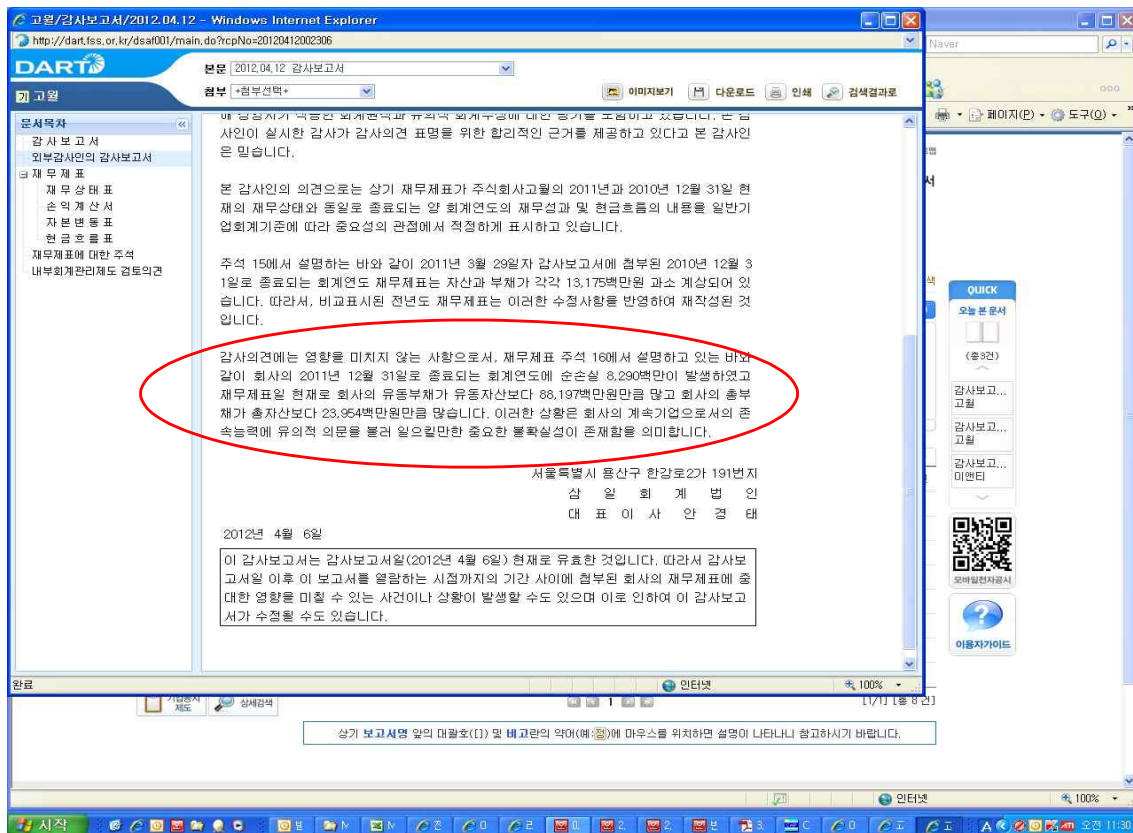 고월/감사보고서/2012.04.12 - Windows Internet Explorer
http://dart.fss.or.kr/dsaf001/main.do?rcpNo=20120412002306
Naver
DART
본문 2012.04.12 감사보고서
첨부 +첨부선택+
기 고월
이미지보기 다운로드 인쇄 검색결과로
페이지(P) 도구(O)
문서목차
감 사 보 고 서
외부감사인의 감사보고서
재 무 제 표
재 무 상 태 표
손 익 계 산 서
자 본 변 동 표
현 금 흐 름 표
재무제표에 대한 주석
내부회계관리제도 검토의견
사인이 실시한 감사가 감사의견 표명을 위한 합리적인 근거를 제공하고 있다고 본 감사인
은 믿습니다.
본 감사인의 의견으로는 상기 재무제표가 주식회사고월의 2011년과 2010년 12월 31일 현
재의 재무상태와 동일로 종료되는 양 회계연도의 재무성과 및 현금흐름의 내용을 일반기
업회계기준에 따라 중요성의 관점에서 적정하게 표시하고 있습니다.
주석 15에서 설명하는 바와 같이 2011년 3월 29일자 감사보고서에 첨부된 2010년 12월 3
1일로 종료되는 회계연도 재무제표는 자산과 부채가 각각 13,175백만원 과소 계상되어 있
습니다. 따라서, 비교표시된 전년도 재무제표는 이러한 수정사항을 반영하여 재작성된 것
입니다.
감사의견에는 영향을 미치지 않는 사항으로서, 재무제표 주석 16에서 설명하고 있는 바와
같이 회사의 2011년 12월 31일로 종료되는 회계연도에 순손실 8,290백만이 발생하였고
재무제표일 현재로 회사의 유동부채가 유동자산보다 88,197백만원만큼 많고 회사의 총부
채가 총자산보다 23,954백만원만큼 많습니다. 이러한 상황은 회사의 계속기업으로서의 존
속능력에 유의적 의문을 불러 일으킬만한 중요한 불확실성이 존재함을 의미합니다.
서울특별시 용산구 한강로2가 191번지
삼 일 회 계 법 인
대 표 이 사 안 경 태
2012년 4월 6일
이 감사보고서는 감사보고서일(2012년 4월 6일) 현재로 유효한 것입니다. 따라서 감사보
고서일 이후 이 보고서를 열람하는 시점까지의 기간 사이에 첨부된 회사의 재무제표에 중
대한 영향을 미칠 수 있는 사건이나 상황이 발생할 수도 있으며 이로 인하여 이 감사보고
서가 수정될 수도 있습니다.
QUICK
오늘 본 문서
(총3건)
감사보고...
고월
감사보고...
고월
감사보고...
미앤티
모바일전자공시
이용자가이드
완료
인터넷
100%
제도
상세검색
1
[1/1] [총 8건]
상기 보고서명 앞의 대괄호([]) 및 비고란의 약어(예:정)에 마우스를 위치하면 설명이 나타나니 참고하시기 바랍니다.
인터넷
100%
시작
오전 11:30